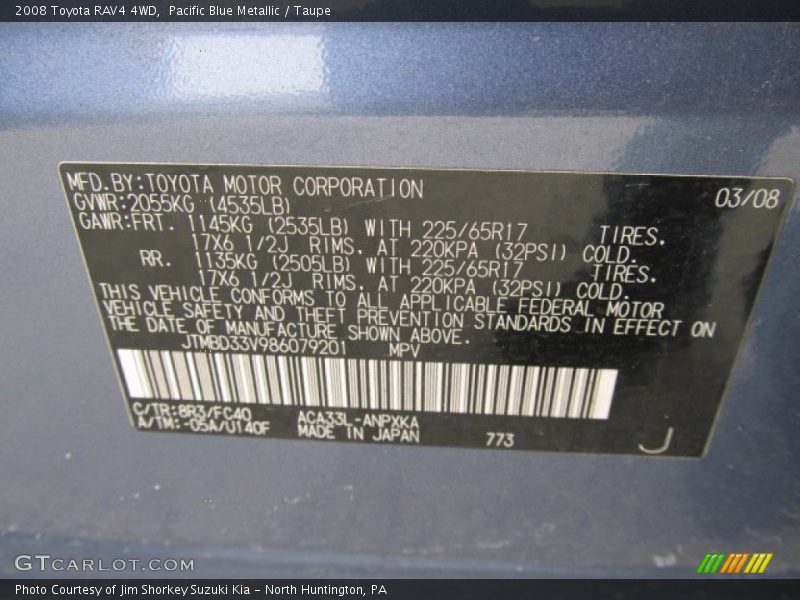 2008 Toyota RAV4 4WD,  Pacific Blue Metallic / Taupe
MFD.BY:TOYOTA MOTOR CORPORATION 03/08
GVWR:2055KG (4535LB)
GAWR:FRT. 1145KG (2535LB) WITH 225/65R17 TIRES.
17X6 1/2J RIMS. AT 220KPA (32PSI) COLD.
RR. 1135KG (2505LB) WITH 225/65R17 TIRES.
17X6 1/2J RIMS. AT 220KPA (32PSI) COLD.
THIS VEHICLE CONFORMS TO ALL APPLICABLE FEDERAL MOTOR
VEHICLE SAFETY AND THEFT PREVENTION STANDARDS IN EFFECT ON
THE DATE OF MANUFACTURE SHOWN ABOVE.
JTMBD33V986079201 MPV
C/TR:8R3/FC40 ACA33L-ANPXKA
A/TM:-05A/U140F MADE IN JAPAN 773 J
GTCARLOT.COM
Photo Courtesy of Jim Shorkey Suzuki Kia - North Huntington, PA